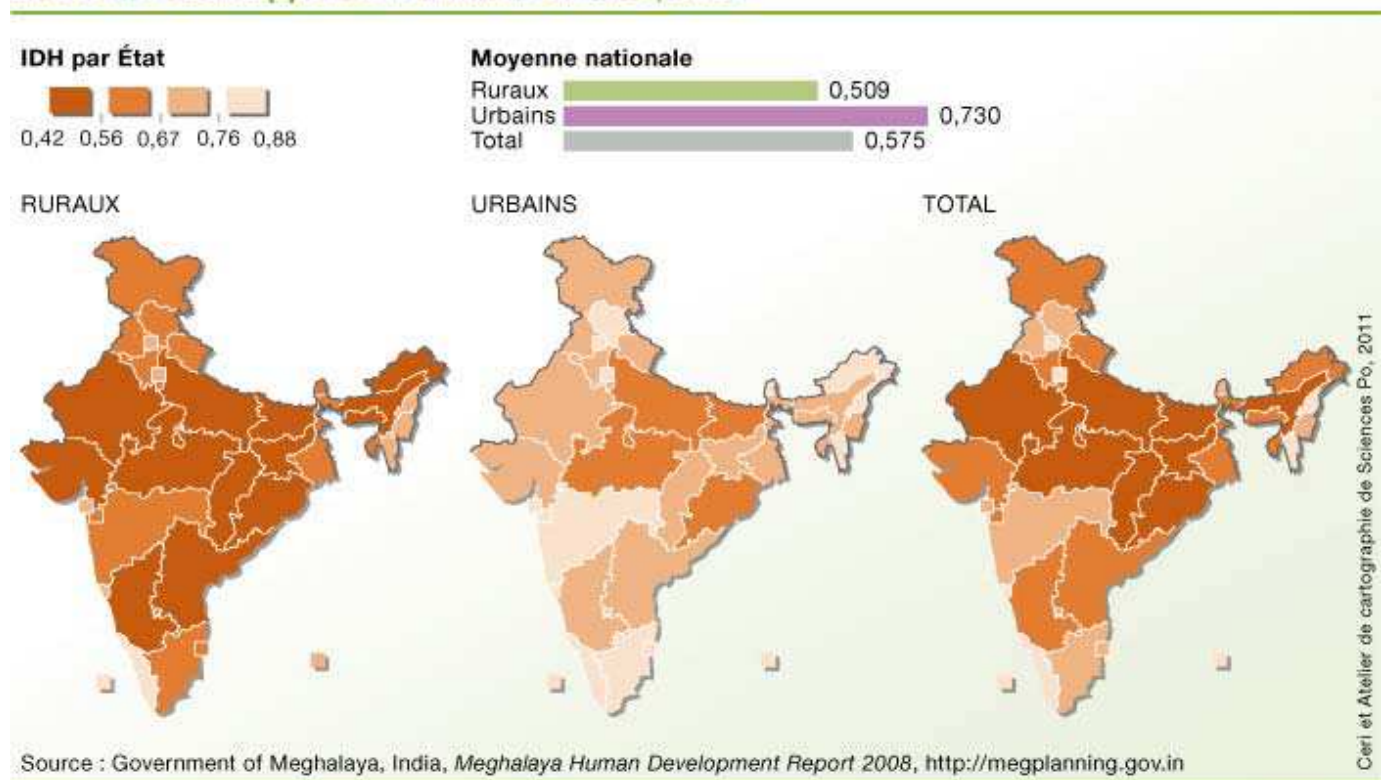 IDH par État
0,42 0,56 0,67 0,76 0,88
Moyenne nationale
Ruraux 0,509
Urbains 0,730
Total 0,575
RURAUX
URBAINS
TOTAL
Ceri et Atelier de cartographie de Sciences Po, 2011
Source : Government of Meghalaya, India, Meghalaya Human Development Report 2008, http://megplanning.gov.in